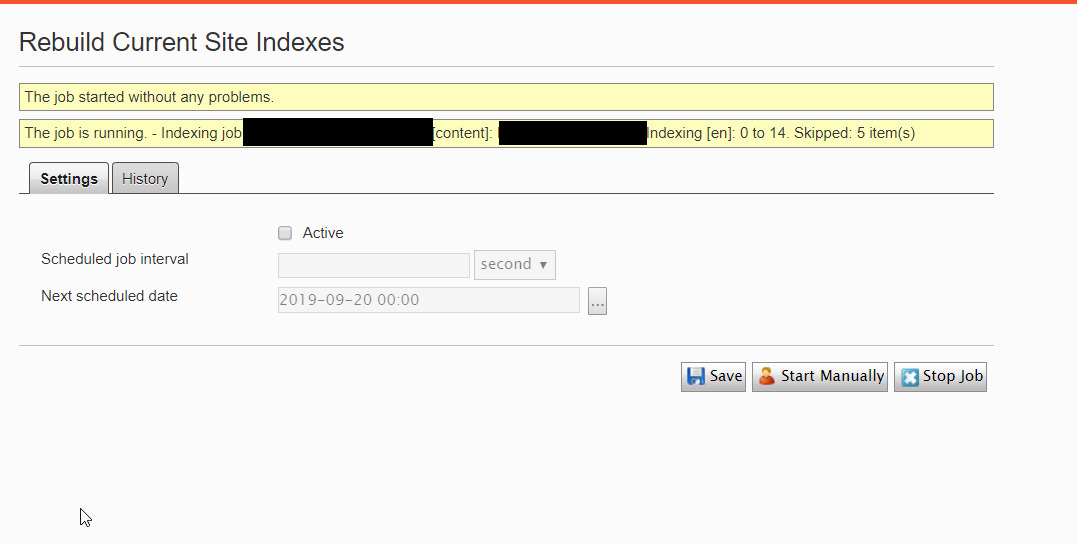 Rebuild Current Site Indexes
The job started without any problems.
The job is running. - Indexing job [content]: Indexing [en]: 0 to 14. Skipped: 5 item(s)
Settings History
Active
Scheduled job interval second
Next scheduled date 2019-09-20 00:00 ...
Save Start Manually Stop Job